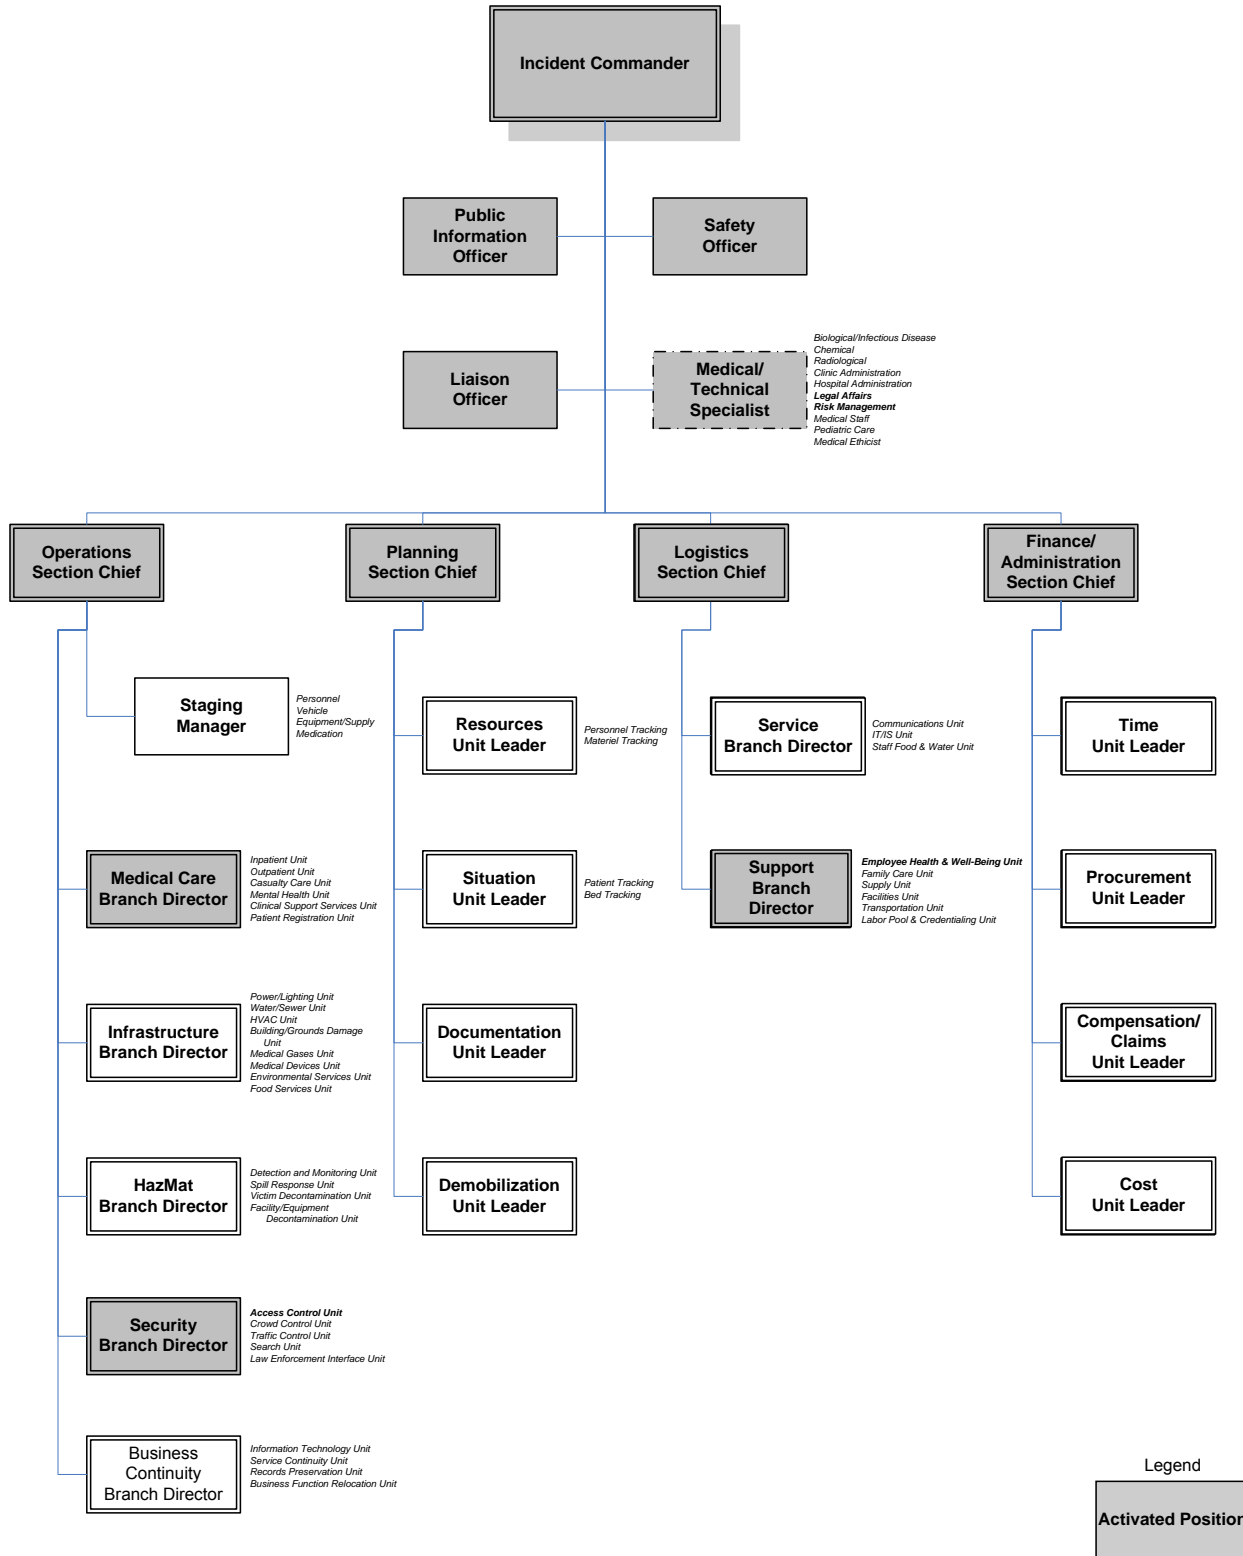 Incident Commander
Public
Information
Officer
Safety
Officer
Liaison
Officer
Medical/
Technical
Specialist
Biological/Infectious Disease
Chemical
Radiological
Clinic Administration
Hospital Administration
Legal Affairs
Risk Management
Medical Staff
Pediatric Care
Medical Ethicist
Operations
Section Chief
Planning
Section Chief
Logistics
Section Chief
Finance/
Administration
Section Chief
Staging
Manager
Personnel
Vehicle
Equipment/Supply
Medication
Resources
Unit Leader
Personnel Tracking
Materiel Tracking
Service
Branch Director
Communications Unit
IT/IS Unit
Staff Food & Water Unit
Time
Unit Leader
Medical Care
Branch Director
Inpatient Unit
Outpatient Unit
Casualty Care Unit
Mental Health Unit
Clinical Support Services Unit
Patient Registration Unit
Situation
Unit Leader
Patient Tracking
Bed Tracking
Support
Branch
Director
Employee Health & Well-Being Unit
Family Care Unit
Supply Unit
Facilities Unit
Transportation Unit
Labor Pool & Credentialing Unit
Procurement
Unit Leader
Infrastructure
Branch Director
Power/Lighting Unit
Water/Sewer Unit
HVAC Unit
Building/Grounds Damage
Unit
Medical Gases Unit
Medical Devices Unit
Environmental Services Unit
Food Services Unit
Documentation
Unit Leader
Compensation/
Claims
Unit Leader
HazMat
Branch Director
Detection and Monitoring Unit
Spill Response Unit
Victim Decontamination Unit
Facility/Equipment
Decontamination Unit
Demobilization
Unit Leader
Cost
Unit Leader
Security
Branch Director
Access Control Unit
Crowd Control Unit
Traffic Control Unit
Search Unit
Law Enforcement Interface Unit
Business
Continuity
Branch Director
Information Technology Unit
Service Continuity Unit
Records Preservation Unit
Business Function Relocation Unit
Legend
Activated Position